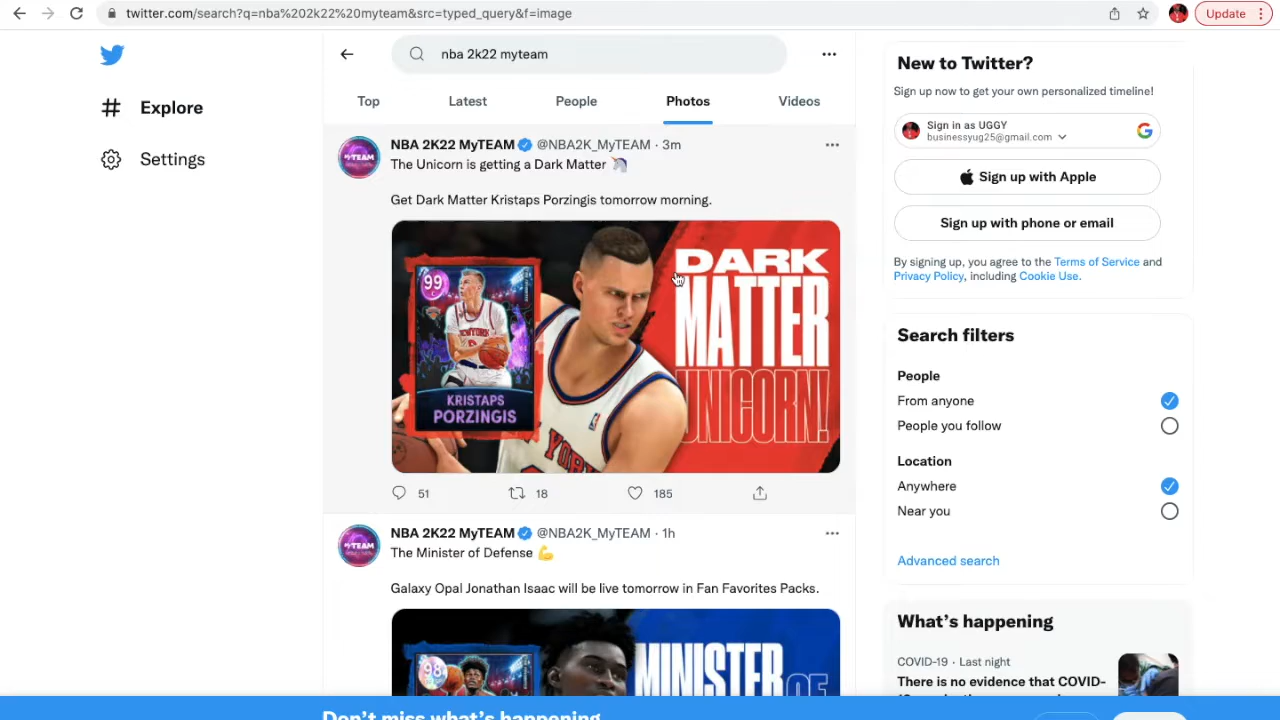 twitter.com/search?q=nba%202k22%20myteam&src=typed_query&f=image
Update
nba 2k22 myteam
Explore
Settings
Top
Latest
People
Photos
Videos
NBA 2K22 MyTEAM @NBA2K_MyTEAM · 3m
The Unicorn is getting a Dark Matter 🦄
Get Dark Matter Kristaps Porzingis tomorrow morning.
99
KRISTAPS
PORZINGIS
NEW YORK
DARK
MATTER
UNICORN!
51
18
185
NBA 2K22 MyTEAM @NBA2K_MyTEAM · 1h
The Minister of Defense 💪
Galaxy Opal Jonathan Isaac will be live tomorrow in Fan Favorites Packs.
98
MINISTER
OF
New to Twitter?
Sign up now to get your own personalized timeline!
Sign in as UGGY
businessyug25@gmail.com
Sign up with Apple
Sign up with phone or email
By signing up, you agree to the Terms of Service and
Privacy Policy, including Cookie Use.
Search filters
People
From anyone
People you follow
Location
Anywhere
Near you
Advanced search
What's happening
COVID-19 · Last night
There is no evidence that COVID-
Don't miss what's happening